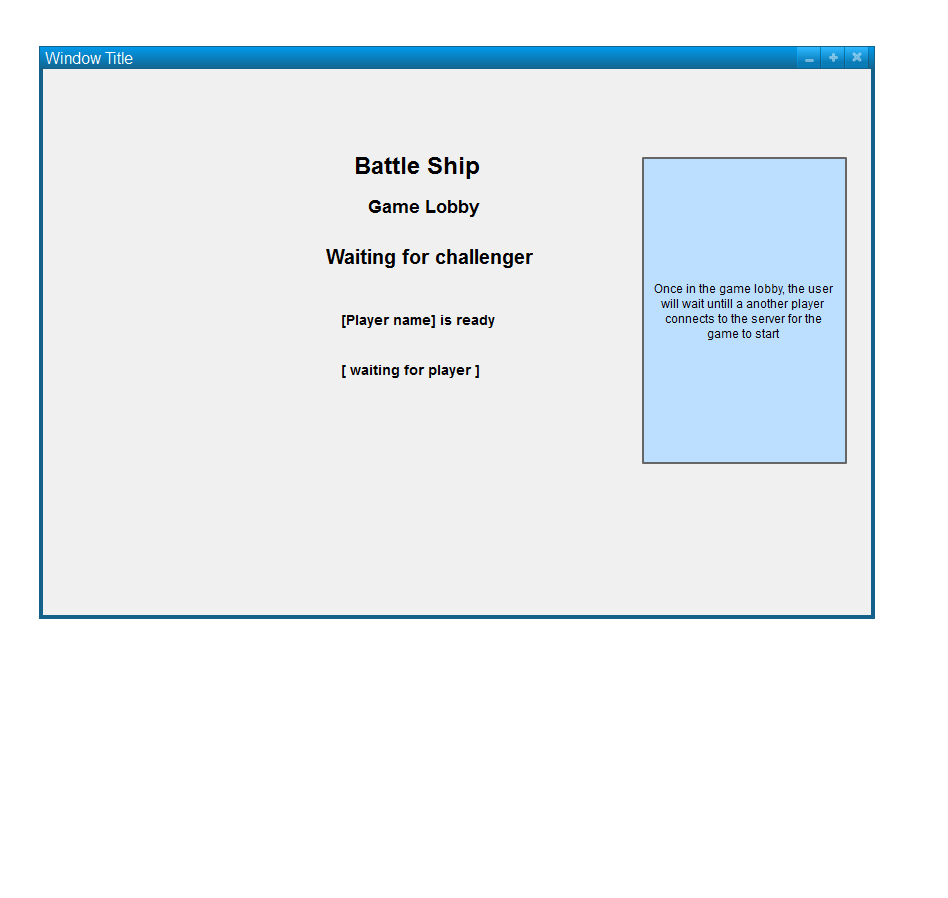 Window Title
Battle Ship
Game Lobby
Waiting for challenger
[Player name] is ready
[ waiting for player ]
Once in the game lobby, the user
will wait untill a another player
connects to the server for the
game to start